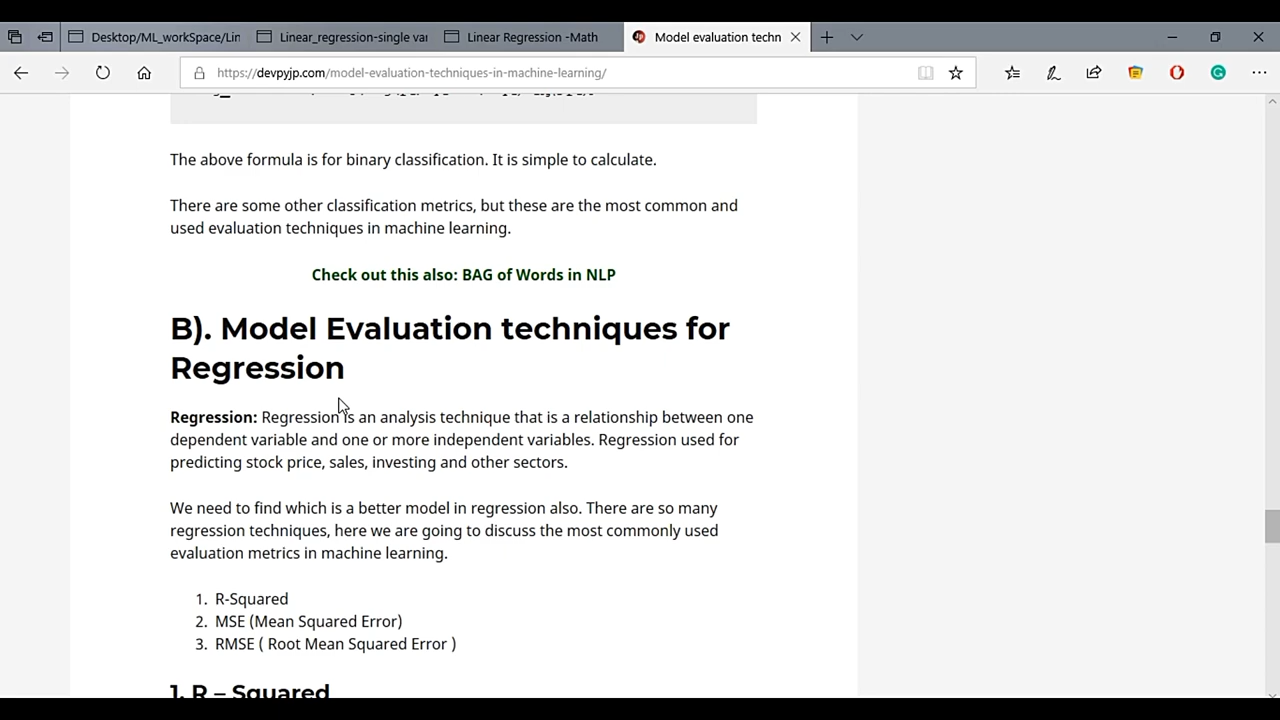 Desktop/ML_workSpace/Lin
Linear_regression-single var
Linear Regression -Math
Model evaluation techn
https://devpyjp.com/model-evaluation-techniques-in-machine-learning/
The above formula is for binary classification. It is simple to calculate.
There are some other classification metrics, but these are the most common and
used evaluation techniques in machine learning.
Check out this also: BAG of Words in NLP
B). Model Evaluation techniques for
Regression
Regression: Regression is an analysis technique that is a relationship between one
dependent variable and one or more independent variables. Regression used for
predicting stock price, sales, investing and other sectors.
We need to find which is a better model in regression also. There are so many
regression techniques, here we are going to discuss the most commonly used
evaluation metrics in machine learning.
1. R-Squared
2. MSE (Mean Squared Error)
3. RMSE ( Root Mean Squared Error )
1. R – Squared